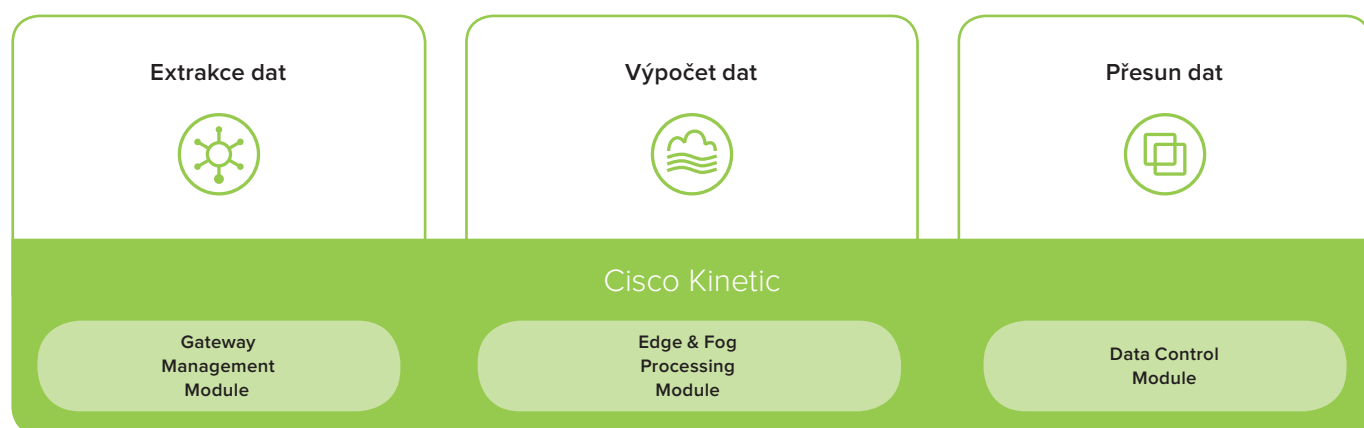 Extrakce dat
Výpočet dat
Přesun dat
Cisco Kinetic
Gateway
Management
Module
Edge & Fog
Processing
Module
Data Control
Module